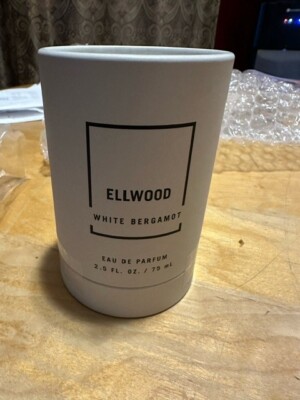 ELLWOOD
WHITE BERGAMOT
EAU DE PARFUM
2.5 FL. OZ. / 75 mL